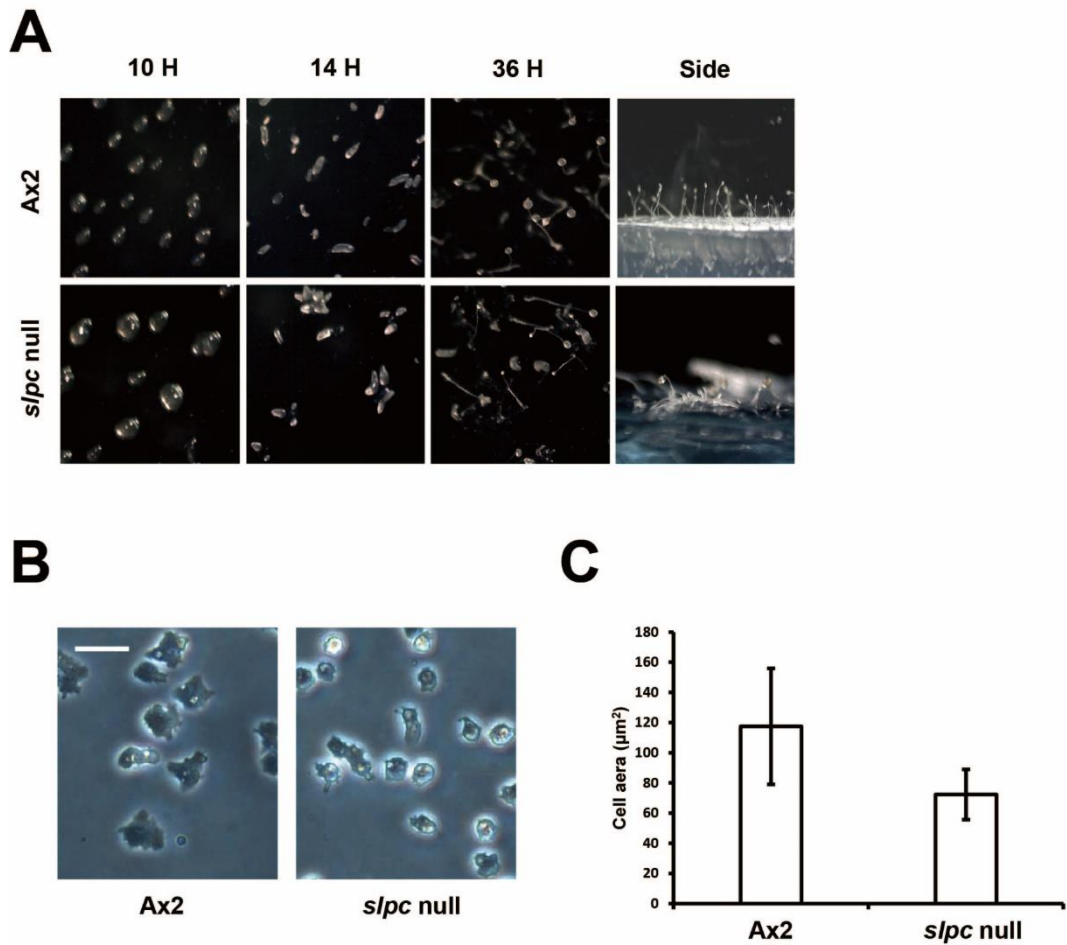 A
10 H 14 H 36 H Side
Ax2
slpc null
B
Ax2 slpc null
C
Cell aera (µm²)
180
160
140
120
100
80
60
40
20
0
Ax2 slpc null